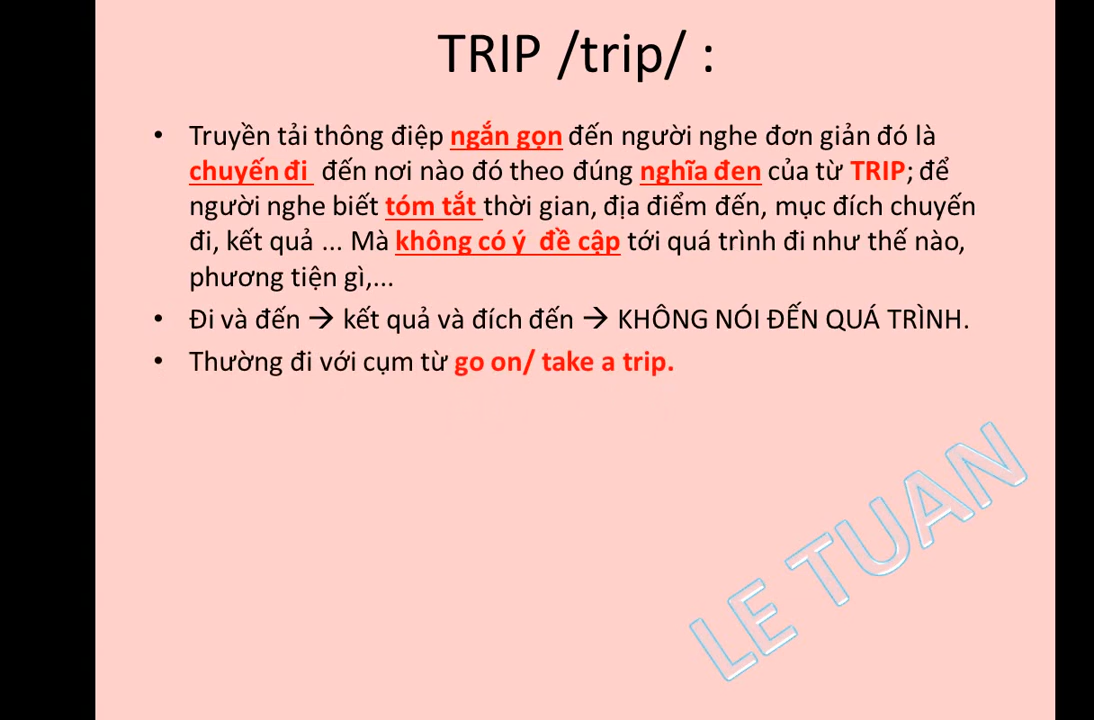 TRIP /trip/ :
• Truyền tải thông điệp ngắn gọn đến người nghe đơn giản đó là
chuyến đi đến nơi nào đó theo đúng nghĩa đen của từ TRIP; để
người nghe biết tóm tắt thời gian, địa điểm đến, mục đích chuyến
đi, kết quả ... Mà không có ý đề cập tới quá trình đi như thế nào,
phương tiện gì,...
• Đi và đến → kết quả và đích đến → KHÔNG NÓI ĐẾN QUÁ TRÌNH.
• Thường đi với cụm từ go on/ take a trip.
LE TUAN